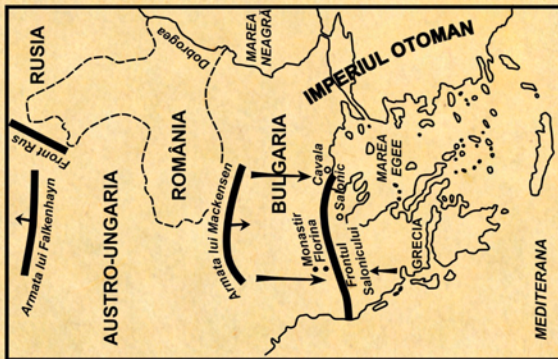 RUSIA
Front Rus
Armata lui Falkenhayn
AUSTRO-UNGARIA
Dobrogea
MAREA
NEAGRĂ
ROMÂNIA
Armata lui Mackensen
BULGARIA
IMPERIUL OTOMAN
Cavala
Salonic
Monastir
Florina
Frontul
Salonicului
MAREA
EGEE
GRECIA
MEDITERANA